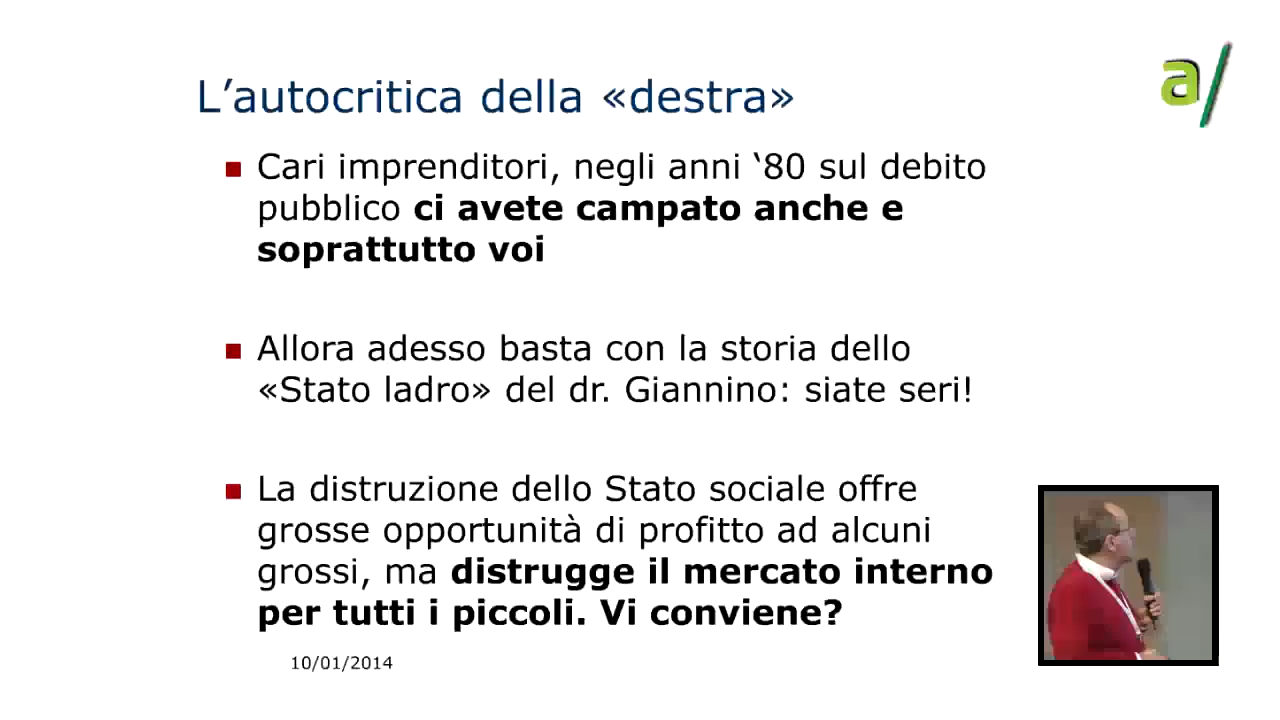 a/
L’autocritica della «destra»
Cari imprenditori, negli anni ‘80 sul debito
pubblico ci avete campato anche e
soprattutto voi
Allora adesso basta con la storia dello
«Stato ladro» del dr. Giannino: siate seri!
La distruzione dello Stato sociale offre
grosse opportunità di profitto ad alcuni
grossi, ma distrugge il mercato interno
per tutti i piccoli. Vi conviene?
10/01/2014